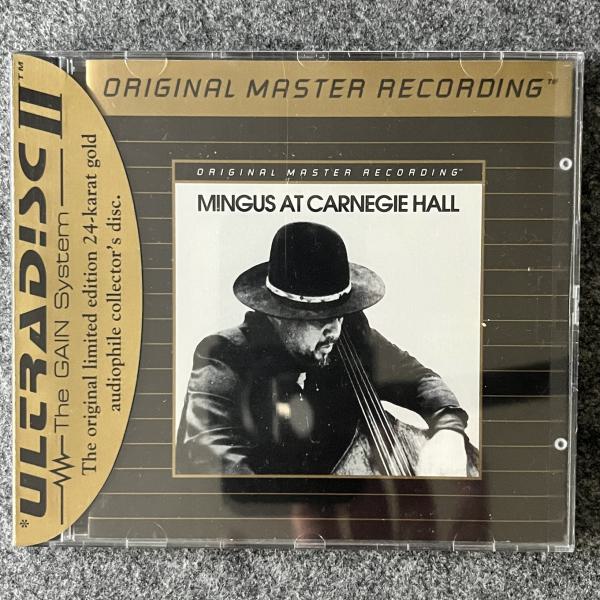 ORIGINAL MASTER RECORDING™
ORIGINAL MASTER RECORDING™
MINGUS AT CARNEGIE HALL
*ULTRADISC II™
The GAIN System™
The original limited edition 24-karat gold
audiophile collector's disc.